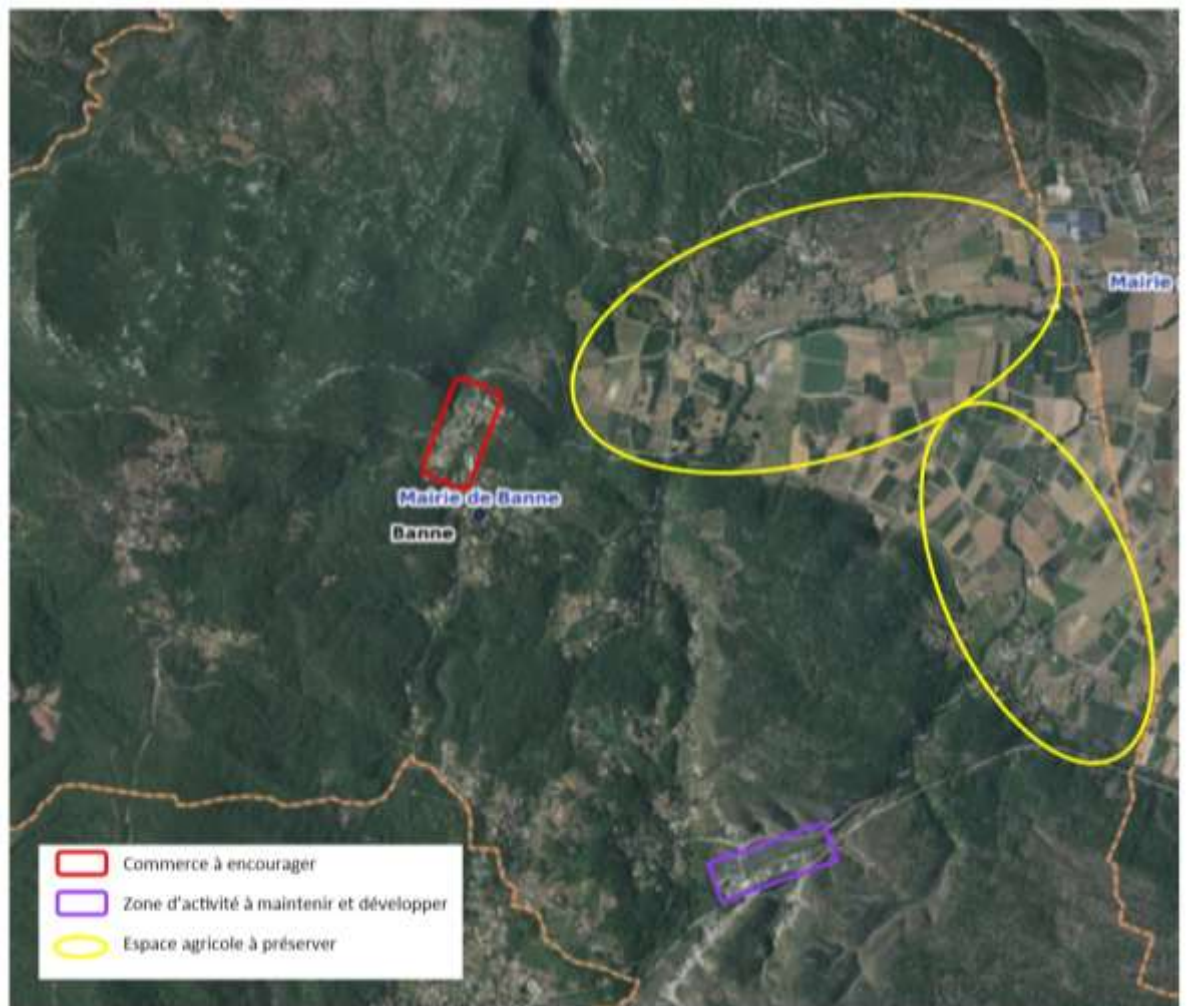 Mairie
Mairie de Banne
Banne
Commerce à encourager
Zone d'activité à maintenir et développer
Espace agricole à préserver